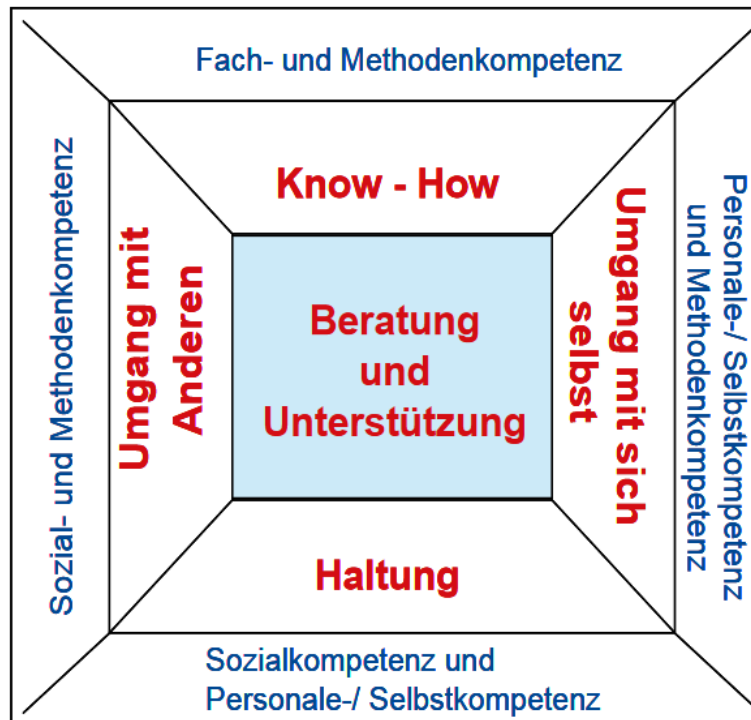 Fach- und Methodenkompetenz
Know - How
Sozial- und Methodenkompetenz
Umgang mit
Anderen
Beratung
und
Unterstützung
Umgang mit sich
selbst
Personale-/ Selbstkompetenz
und Methodenkompetenz
Haltung
Sozialkompetenz und
Personale-/ Selbstkompetenz